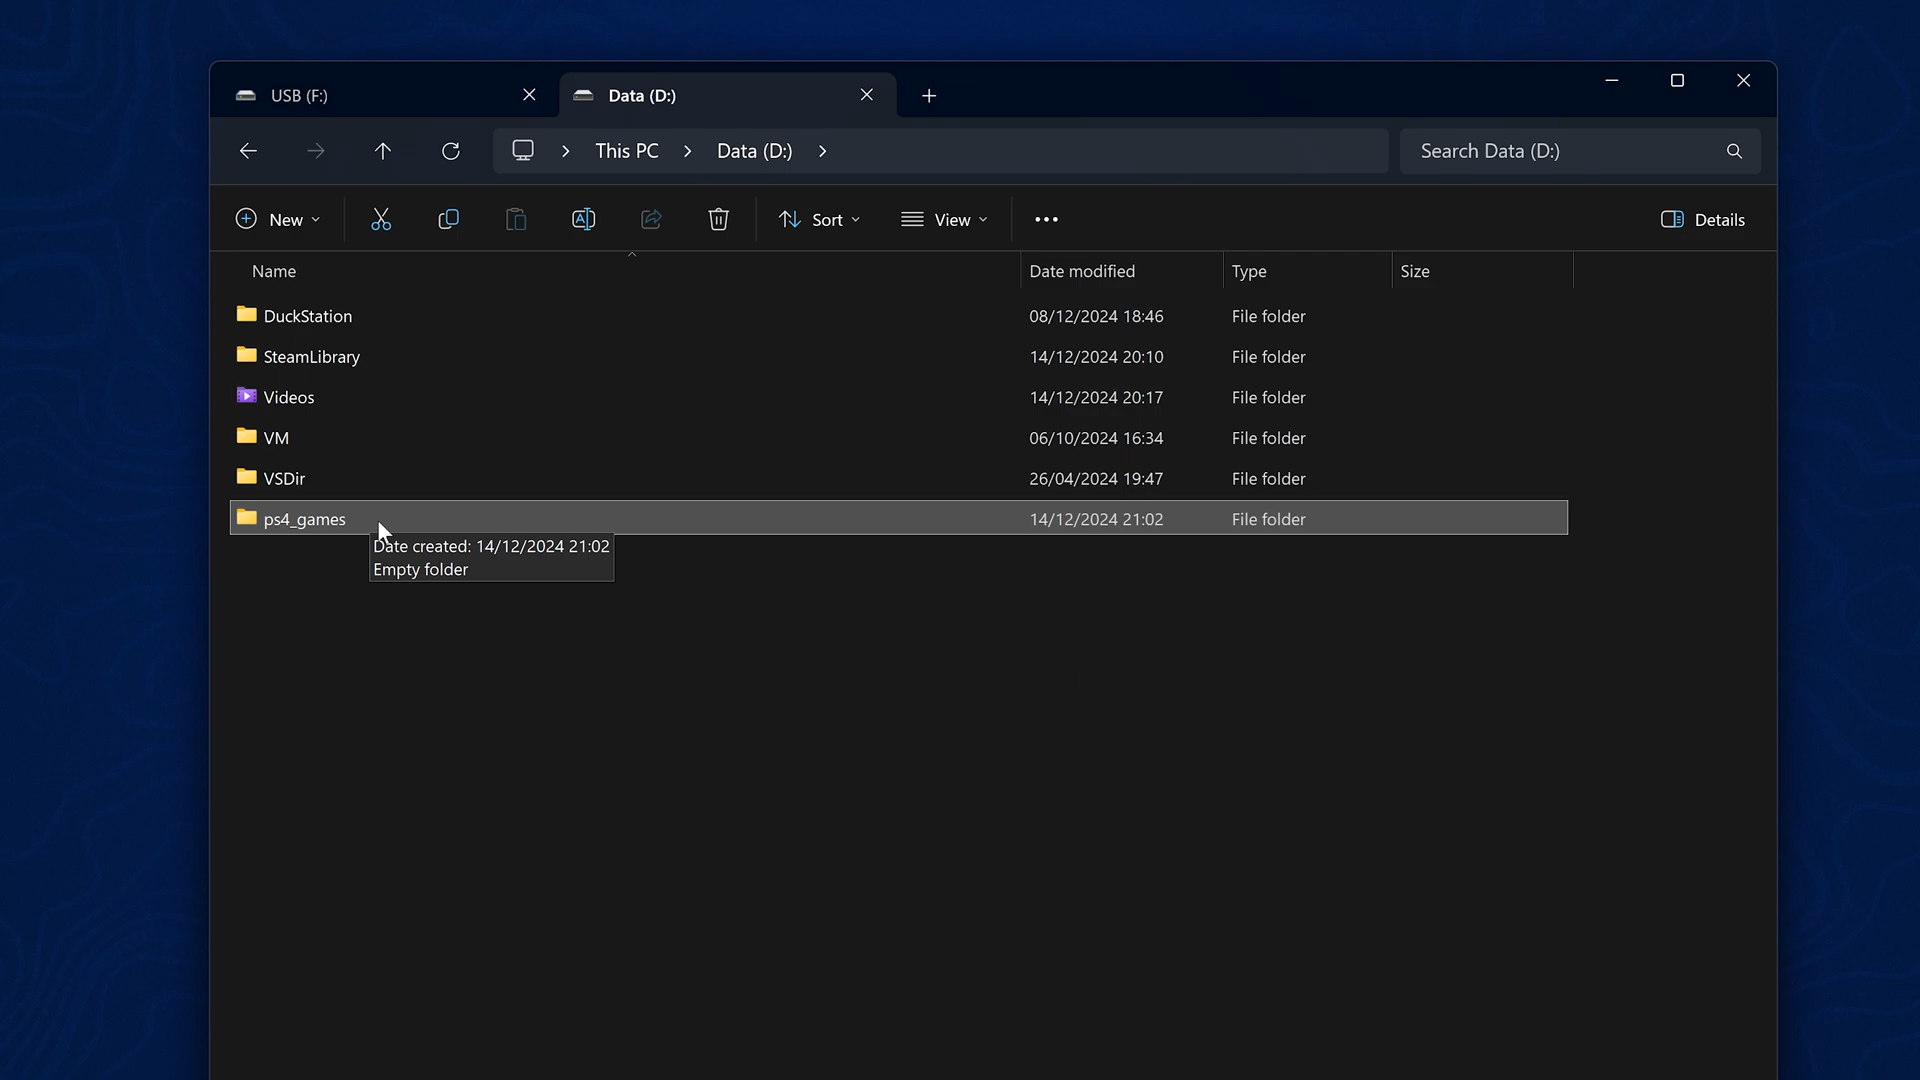 USB (F:)
Data (D:)
This PC
Data (D:)
Search Data (D:)
New
Sort
View
Details
Name
Date modified
Type
Size
DuckStation
08/12/2024 18:46
File folder
SteamLibrary
14/12/2024 20:10
File folder
Videos
14/12/2024 20:17
File folder
VM
06/10/2024 16:34
File folder
VSDir
26/04/2024 19:47
File folder
ps4_games
14/12/2024 21:02
File folder
Date created: 14/12/2024 21:02
Empty folder